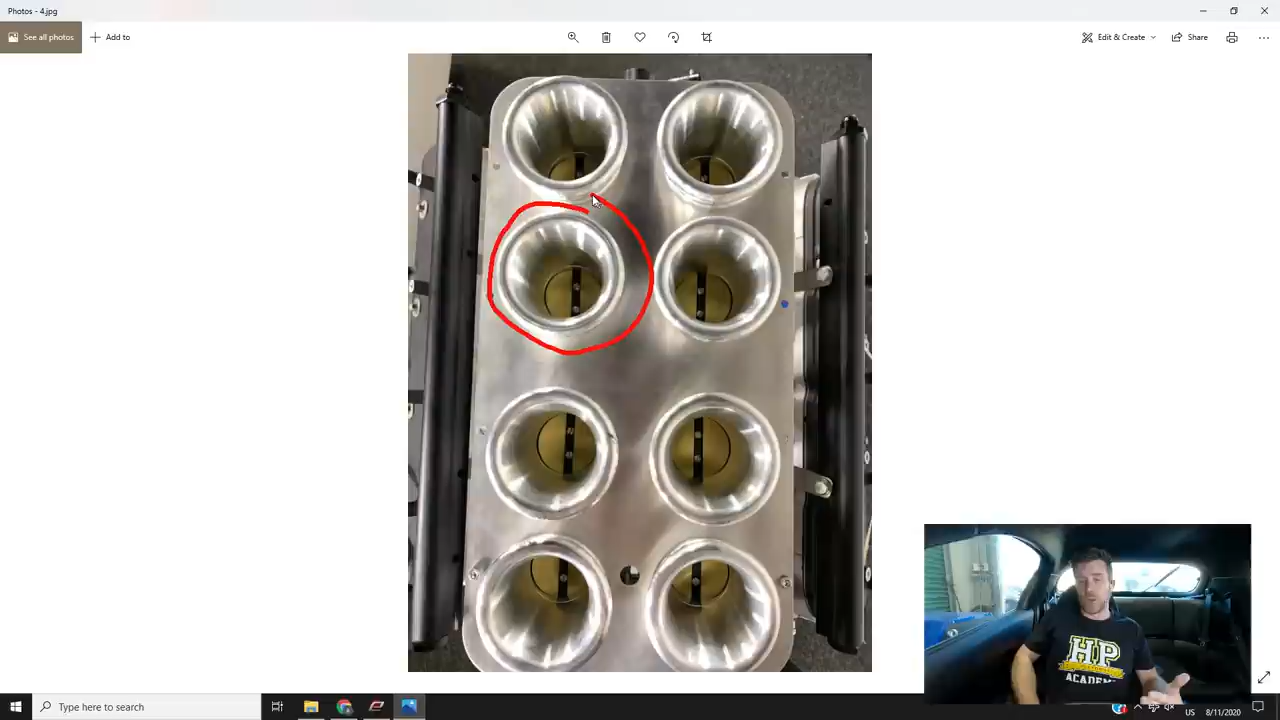 Photos - 4.jpg
See all photos
Add to
Edit & Create
Share
HP
ACADEM
Type here to search
US
8/11/2020